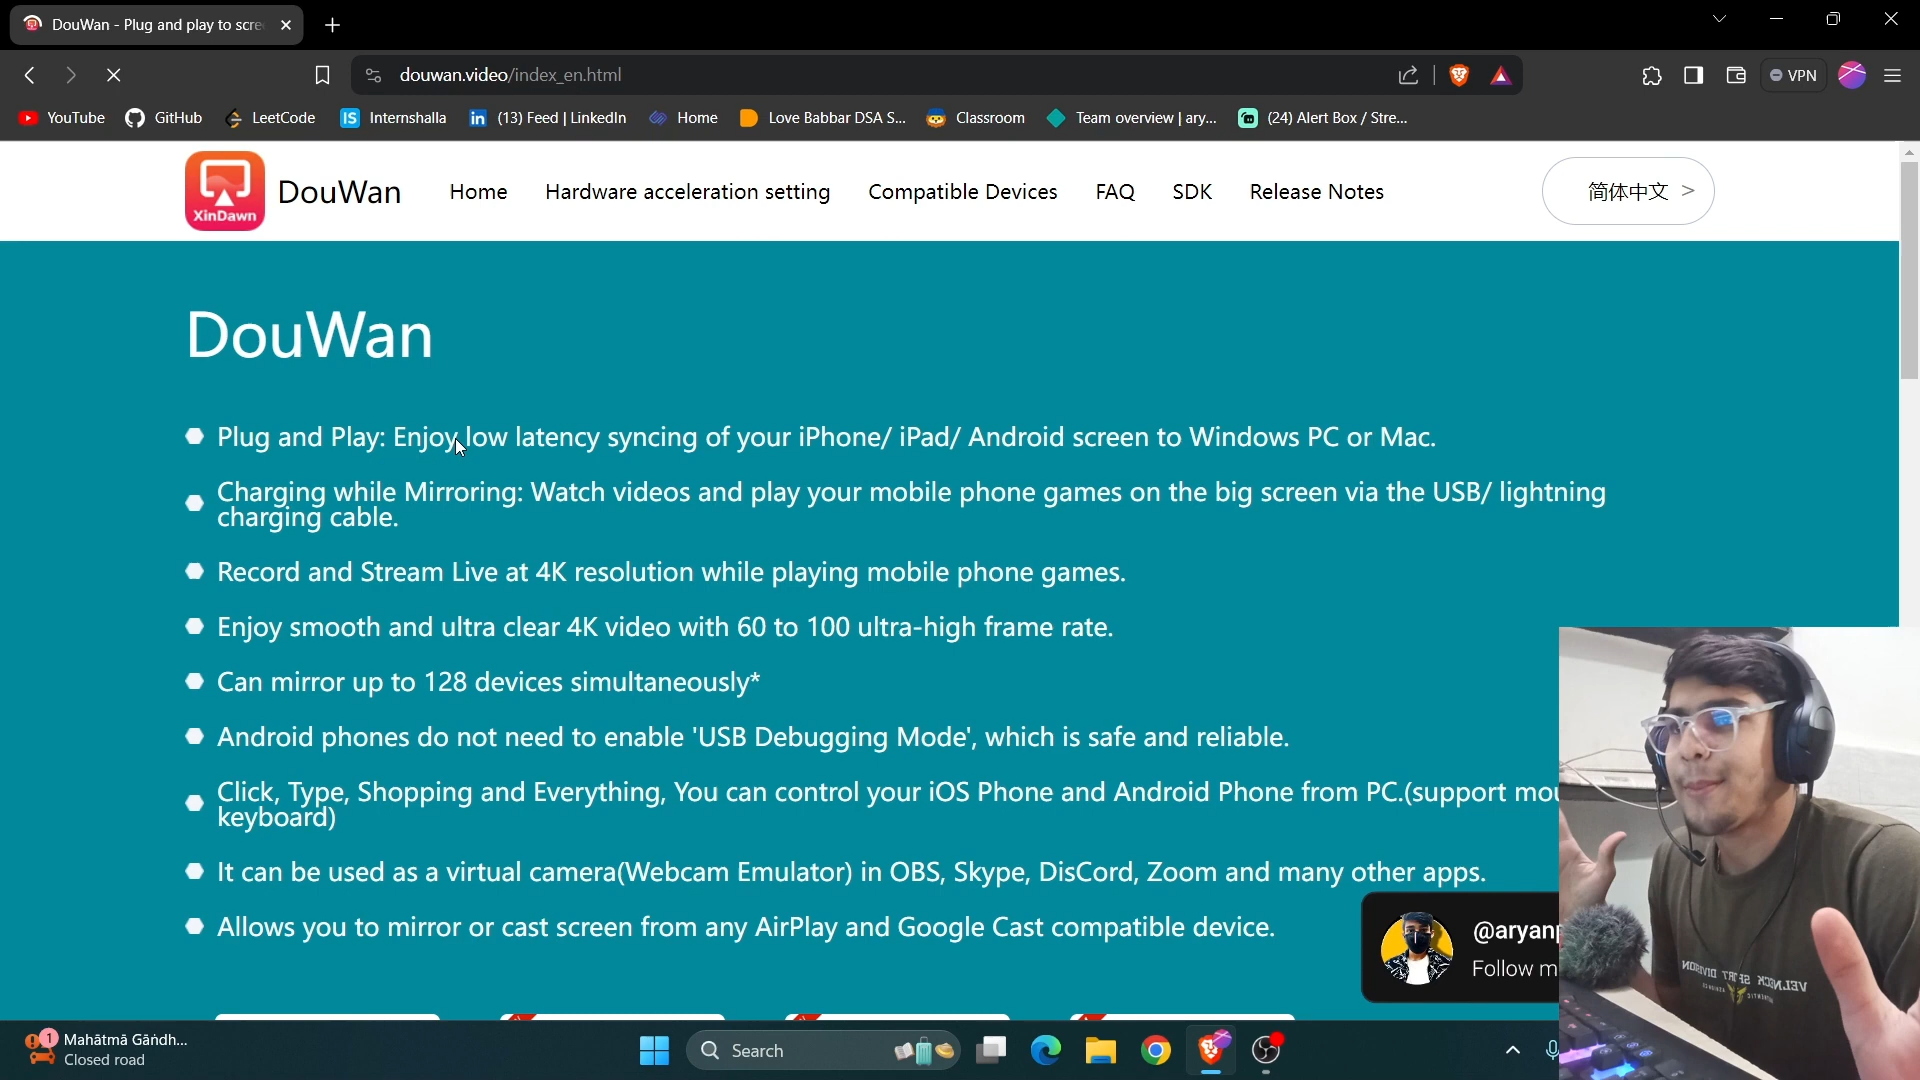 DouWan - Plug and play to scre
douwan.video/index_en.html
VPN
YouTube
GitHub
LeetCode
IS Internshalla
in (13) Feed | LinkedIn
Home
Love Babbar DSA S...
Classroom
Team overview | ary...
(24) Alert Box / Stre...
XinDawn
DouWan
Home
Hardware acceleration setting
Compatible Devices
FAQ
SDK
Release Notes
简体中文 >
DouWan
Plug and Play: Enjoy low latency syncing of your iPhone/ iPad/ Android screen to Windows PC or Mac.
Charging while Mirroring: Watch videos and play your mobile phone games on the big screen via the USB/ lightning
charging cable.
Record and Stream Live at 4K resolution while playing mobile phone games.
Enjoy smooth and ultra clear 4K video with 60 to 100 ultra-high frame rate.
Can mirror up to 128 devices simultaneously*
Android phones do not need to enable 'USB Debugging Mode', which is safe and reliable.
Click, Type, Shopping and Everything, You can control your iOS Phone and Android Phone from PC.(support mou
keyboard)
It can be used as a virtual camera(Webcam Emulator) in OBS, Skype, DisCord, Zoom and many other apps.
Allows you to mirror or cast screen from any AirPlay and Google Cast compatible device.
@aryanp
Follow m
1
Mahātmā Gāndh...
Closed road
Search